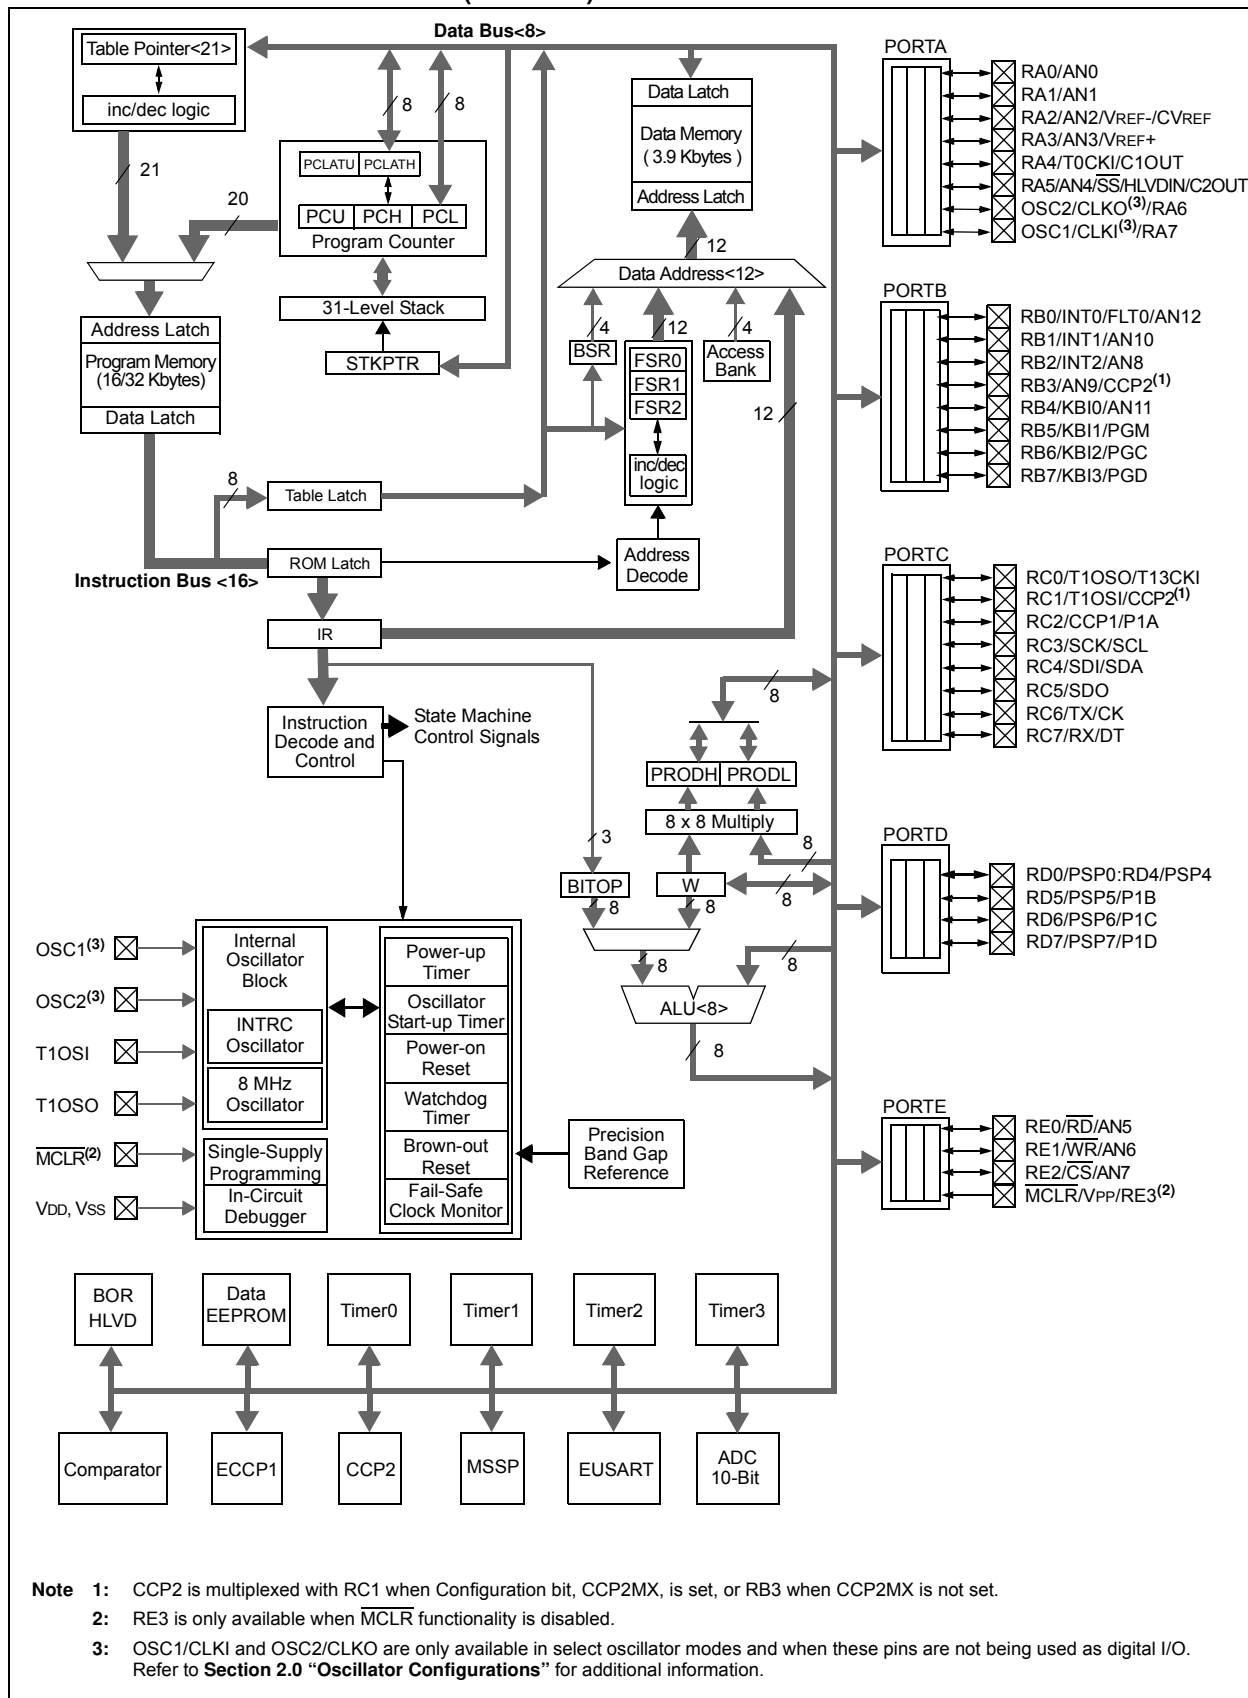 Data Bus<8>
Table Pointer<21>
inc/dec logic
21
20
8
8
PCLATU PCLATH
PCU PCH PCL
Program Counter
31-Level Stack
STKPTR
Data Latch
Data Memory
( 3.9 Kbytes )
Address Latch
12
Data Address<12>
4
12
4
BSR
FSR0
FSR1
FSR2
inc/dec
logic
Access
Bank
12
Address Latch
Program Memory
(16/32 Kbytes)
Data Latch
8
Table Latch
ROM Latch
Instruction Bus <16>
Address
Decode
IR
Instruction
Decode and
Control
State Machine
Control Signals
8
PRODH PRODL
8 x 8 Multiply
3
8
BITOP
W
8
8
8
8
8
ALU<8>
8
OSC1(3)
OSC2(3)
T1OSI
T1OSO
MCLR(2)
VDD, VSS
Internal
Oscillator
Block
INTRC
Oscillator
8 MHz
Oscillator
Single-Supply
Programming
In-Circuit
Debugger
Power-up
Timer
Oscillator
Start-up Timer
Power-on
Reset
Watchdog
Timer
Brown-out
Reset
Fail-Safe
Clock Monitor
Precision
Band Gap
Reference
PORTA
RA0/AN0
RA1/AN1
RA2/AN2/VREF-/CVREF
RA3/AN3/VREF+
RA4/T0CKI/C1OUT
RA5/AN4/SS/HLVDIN/C2OUT
OSC2/CLKO(3)/RA6
OSC1/CLKI(3)/RA7
PORTB
RB0/INT0/FLT0/AN12
RB1/INT1/AN10
RB2/INT2/AN8
RB3/AN9/CCP2(1)
RB4/KBI0/AN11
RB5/KBI1/PGM
RB6/KBI2/PGC
RB7/KBI3/PGD
PORTC
RC0/T1OSO/T13CKI
RC1/T1OSI/CCP2(1)
RC2/CCP1/P1A
RC3/SCK/SCL
RC4/SDI/SDA
RC5/SDO
RC6/TX/CK
RC7/RX/DT
PORTD
RD0/PSP0:RD4/PSP4
RD5/PSP5/P1B
RD6/PSP6/P1C
RD7/PSP7/P1D
PORTE
RE0/RD/AN5
RE1/WR/AN6
RE2/CS/AN7
MCLR/VPP/RE3(2)
BOR
HLVD
Data
EEPROM
Timer0
Timer1
Timer2
Timer3
Comparator
ECCP1
CCP2
MSSP
EUSART
ADC
10-Bit
Note 1: CCP2 is multiplexed with RC1 when Configuration bit, CCP2MX, is set, or RB3 when CCP2MX is not set.
2: RE3 is only available when MCLR functionality is disabled.
3: OSC1/CLKI and OSC2/CLKO are only available in select oscillator modes and when these pins are not being used as digital I/O.
Refer to Section 2.0 “Oscillator Configurations” for additional information.